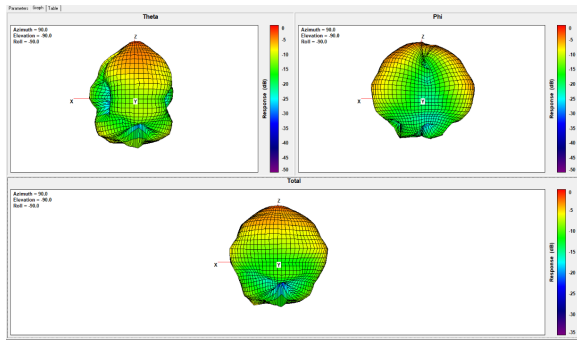 Parameters Graph Table
Theta
Azimuth = 90.0
Elevation = -90.0
Roll = -90.0
Z
X
Y
0
-5
-10
-15
-20
-25
-30
-35
-40
-45
-50
Response (dB)
Phi
Azimuth = 90.0
Elevation = -90.0
Roll = -90.0
Z
X
Y
0
-5
-10
-15
-20
-25
-30
-35
-40
-45
-50
Response (dB)
Total
Azimuth = 90.0
Elevation = -90.0
Roll = -90.0
Z
X
Y
0
-5
-10
-15
-20
-25
-30
-35
Response (dB)